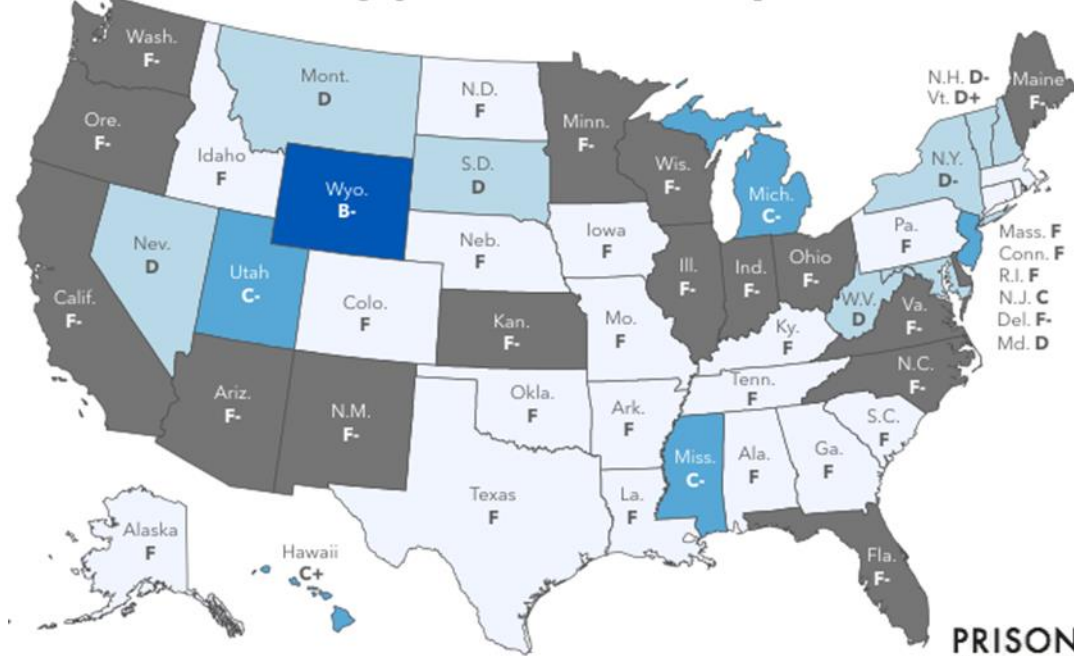 Wash.
F-
Mont.
D
N.D.
F
Minn.
F-
N.H. D-
Vt. D+
Maine
F-
Ore.
F-
Idaho
F
Wyo.
B-
S.D.
D
Wis.
F-
Mich.
C-
N.Y.
D-
Nev.
D
Utah
C-
Neb.
F
Iowa
F
Pa.
F
Mass. F
Conn. F
R.I. F
N.J. C
Del. F-
Md. D
Calif.
F-
Colo.
F
Kan.
F-
Mo.
F
Ill.
F-
Ind.
F-
Ohio
F-
W.V.
D
Va.
F-
Ky.
F
N.C.
F-
Ariz.
F-
N.M.
F-
Okla.
F
Ark.
F
Tenn.
F
S.C.
F
Texas
F
La.
F
Miss.
C-
Ala.
F
Ga.
F
Fla.
F-
Alaska
F
Hawaii
C+
PRISON